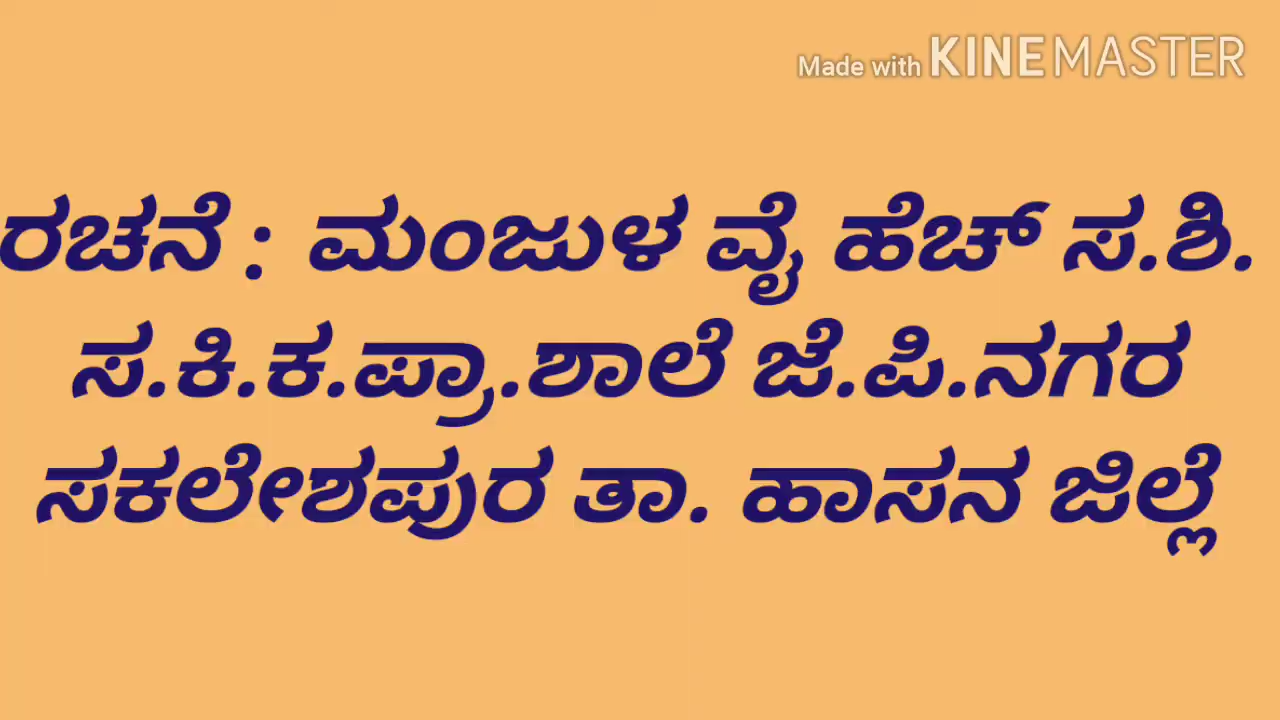 Made with KINEMASTER
ರಚನೆ : ಮಂಜುಳ ವೈ ಹೆಚ್ ಸ.ಶಿ.
ಸ.ಕಿ.ಕ.ಪ್ರಾ.ಶಾಲೆ ಜೆ.ಪಿ.ನಗರ
ಸಕಲೇಶಪುರ ತಾ. ಹಾಸನ ಜಿಲ್ಲೆ